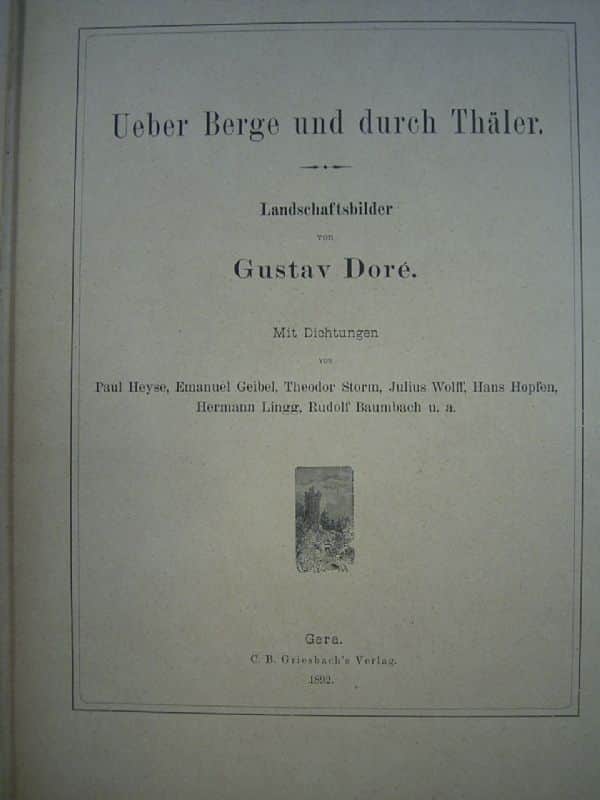 Ueber Berge und durch Thäler.
Landschaftsbilder
von
Gustav Doré.
Mit Dichtungen
von
Paul Heyse, Emanuel Geibel, Theodor Storm, Julius Wolff, Hans Hopfen,
Hermann Lingg, Rudolf Baumbach u. a.
Gera.
C. B. Griesbach's Verlag.
1892.